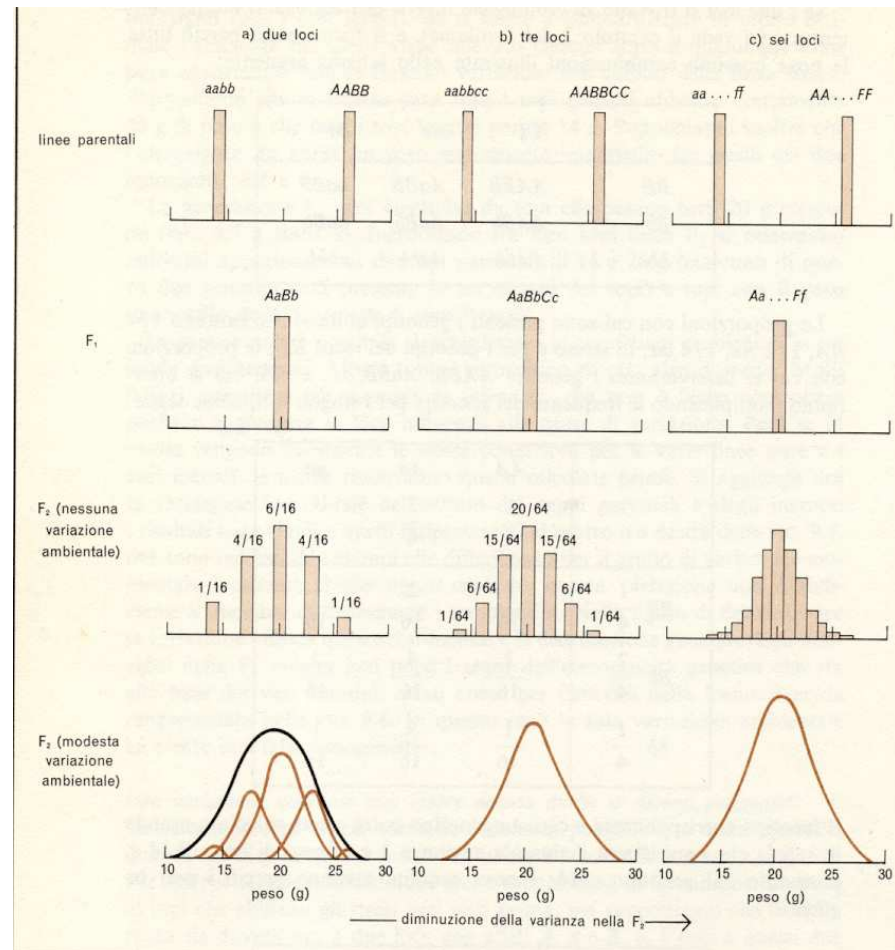 a) due loci
b) tre loci
c) sei loci
linee parentali
aabb
AABB
aabbcc
AABBCC
aa...ff
AA...FF
F₁
AaBb
AaBbCc
Aa...Ff
F₂ (nessuna
variazione
ambientale)
1/16
4/16
6/16
4/16
1/16
1/64
6/64
15/64
20/64
15/64
6/64
1/64
F₂ (modesta
variazione
ambientale)
10
15
20
25
30
10
15
20
25
30
10
15
20
25
30
peso (g)
peso (g)
peso (g)
diminuzione della varianza nella F₂